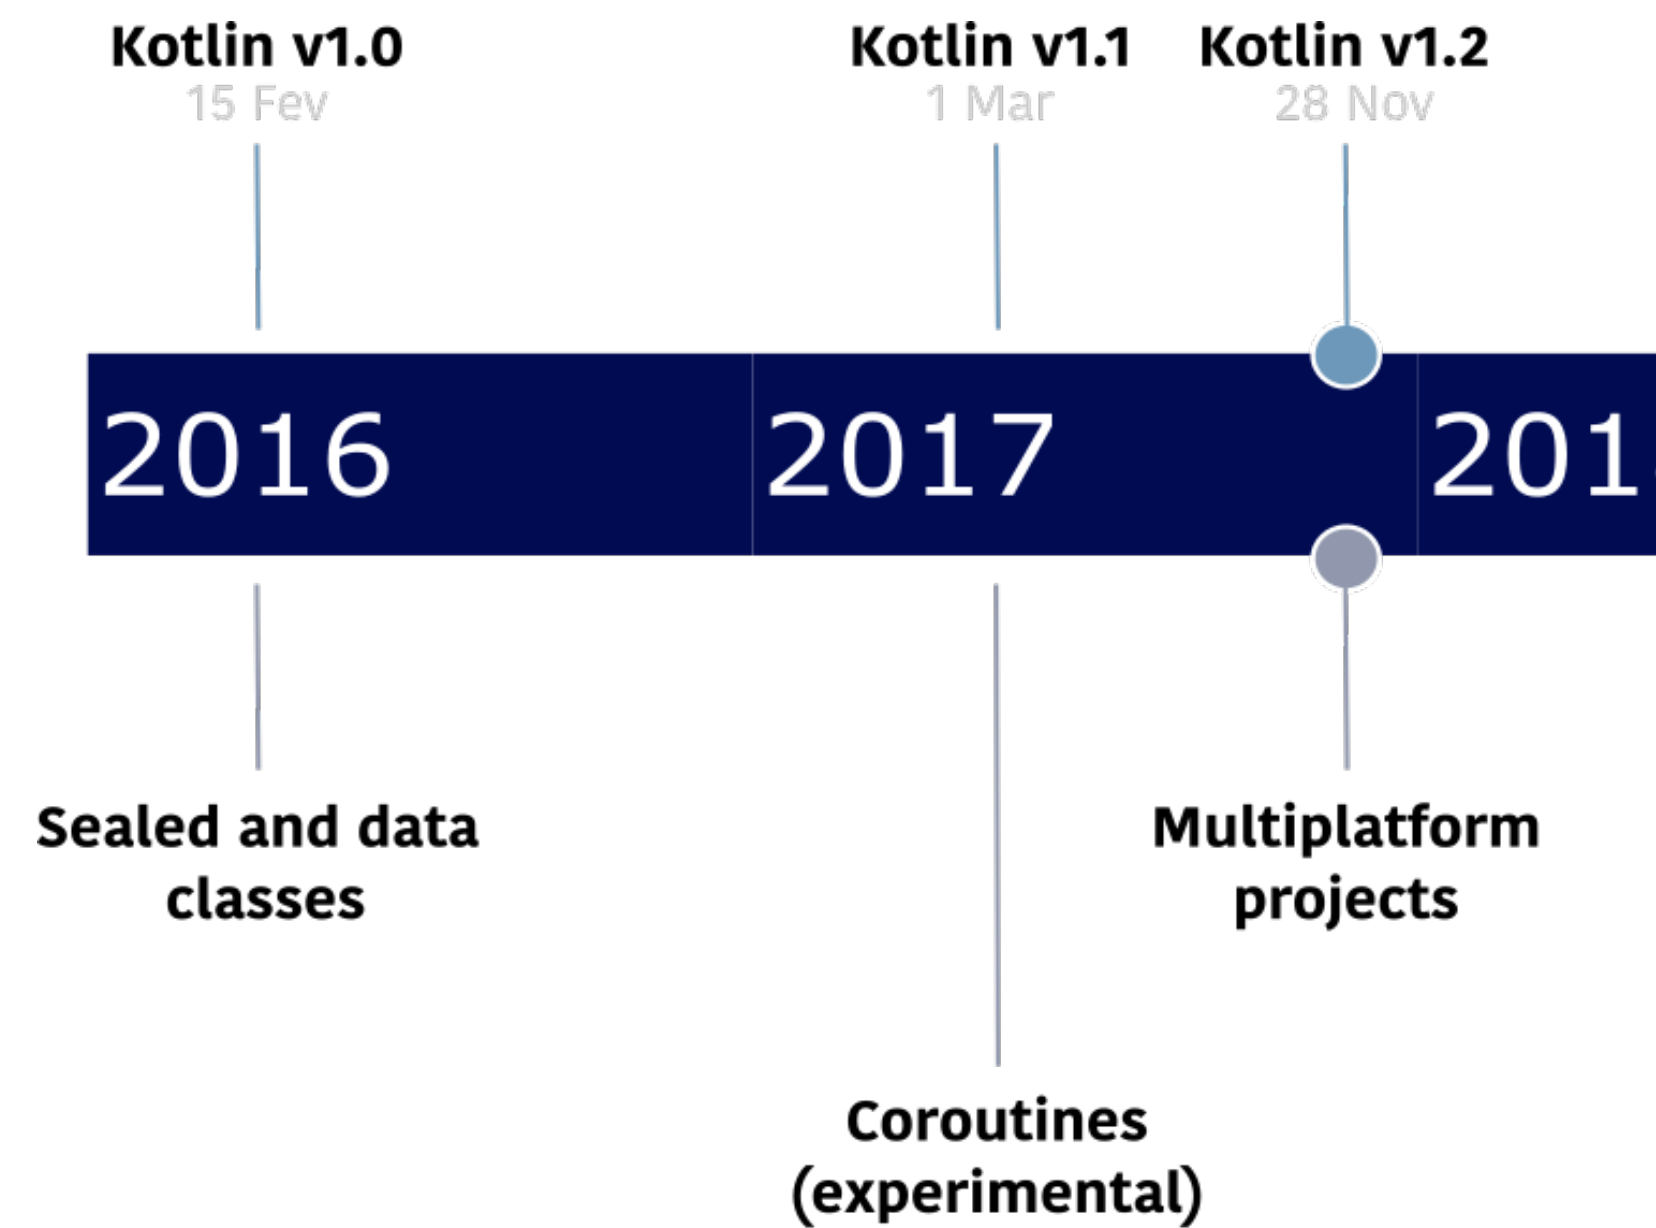 Kotlin v1.0
15 Fev
Kotlin v1.1
1 Mar
Kotlin v1.2
28 Nov
2016
2017
201
Sealed and data
classes
Multiplatform
projects
Coroutines
(experimental)